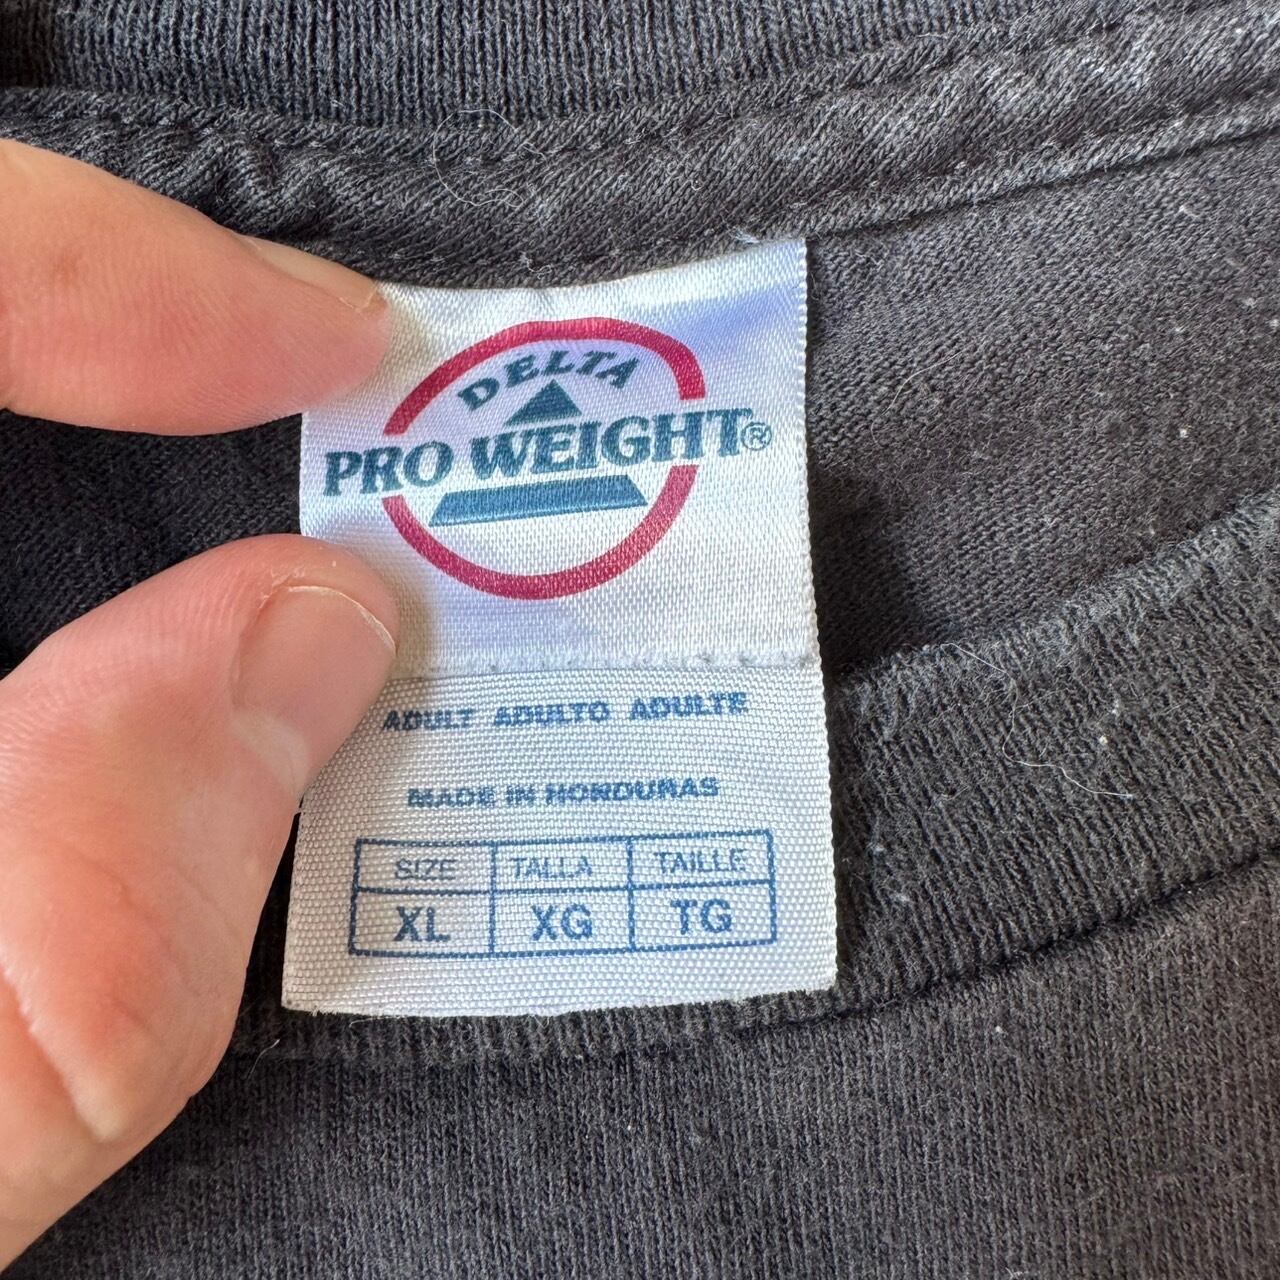 DELTA
PRO WEIGHT®
ADULT ADULTO ADULTE
MADE IN HONDURAS
SIZE TALLA TAILLE
XL XG TG